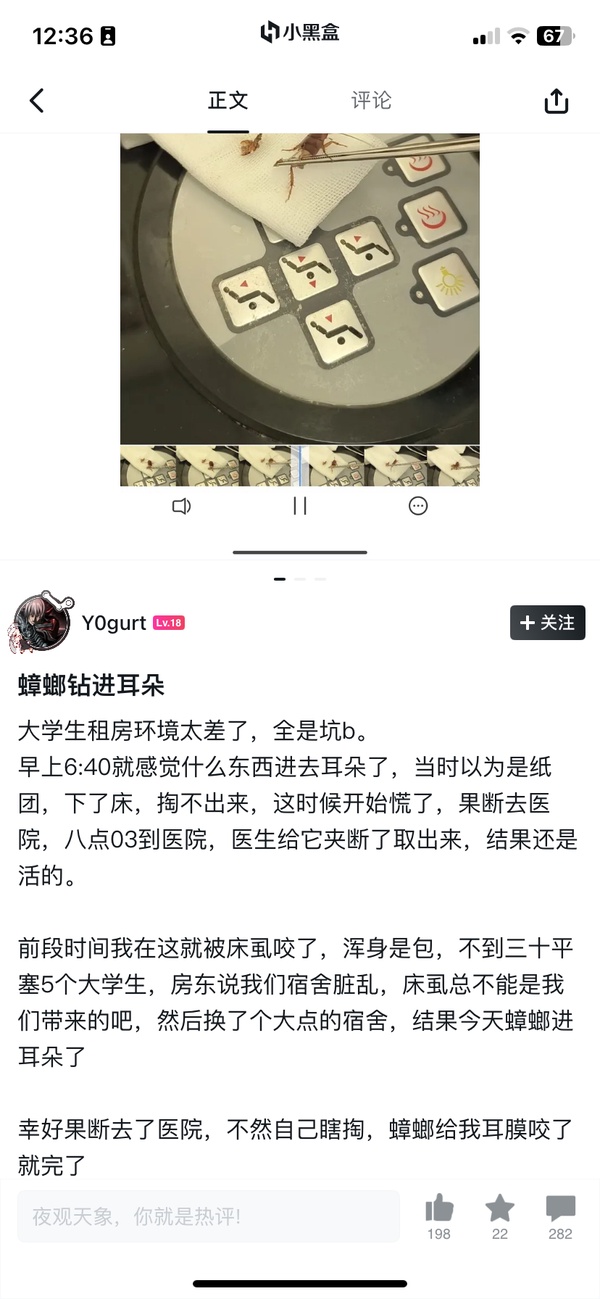 12:36
小黑盒
67
正文
评论
Y0gurt
Lv.18
关注
蟑螂钻进耳朵
大学生租房环境太差了，全是坑b。
早上6:40就感觉什么东西进去耳朵了，当时以为是纸
团，下了床，掏不出来，这时候开始慌了，果断去医
院，八点03到医院，医生给它夹断了取出来，结果还是
活的。
前段时间我在这就被床虱咬了，浑身是包，不到三十平
塞5个大学生，房东说我们宿舍脏乱，床虱总不能是我
们带来的吧，然后换了个大点的宿舍，结果今天蟑螂进
耳朵了
幸好果断去了医院，不然自己瞎掏，蟑螂给我耳膜咬了
就完了
夜观天象，你就是热评!
198
22
282